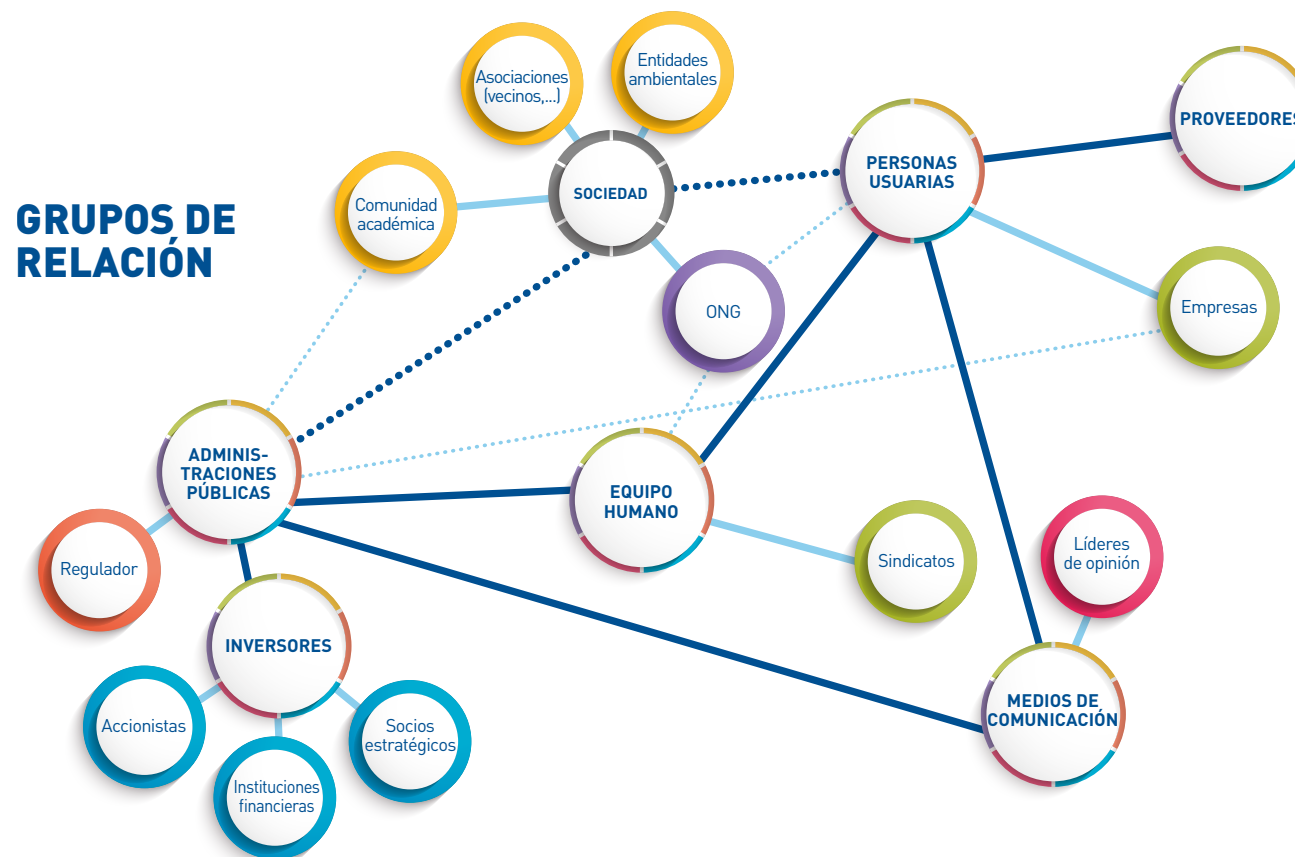 GRUPOS DE
RELACIÓN
Asociaciones
(vecinos,...)
Entidades
ambientales
Comunidad
académica
SOCIEDAD
PERSONAS
USUARIAS
PROVEEDORES
ONG
Empresas
ADMINIS-
TRACIONES
PÚBLICAS
EQUIPO
HUMANO
Regulador
Sindicatos
Líderes
de opinión
INVERSORES
MEDIOS DE
COMUNICACIÓN
Accionistas
Socios
estratégicos
Instituciones
financieras